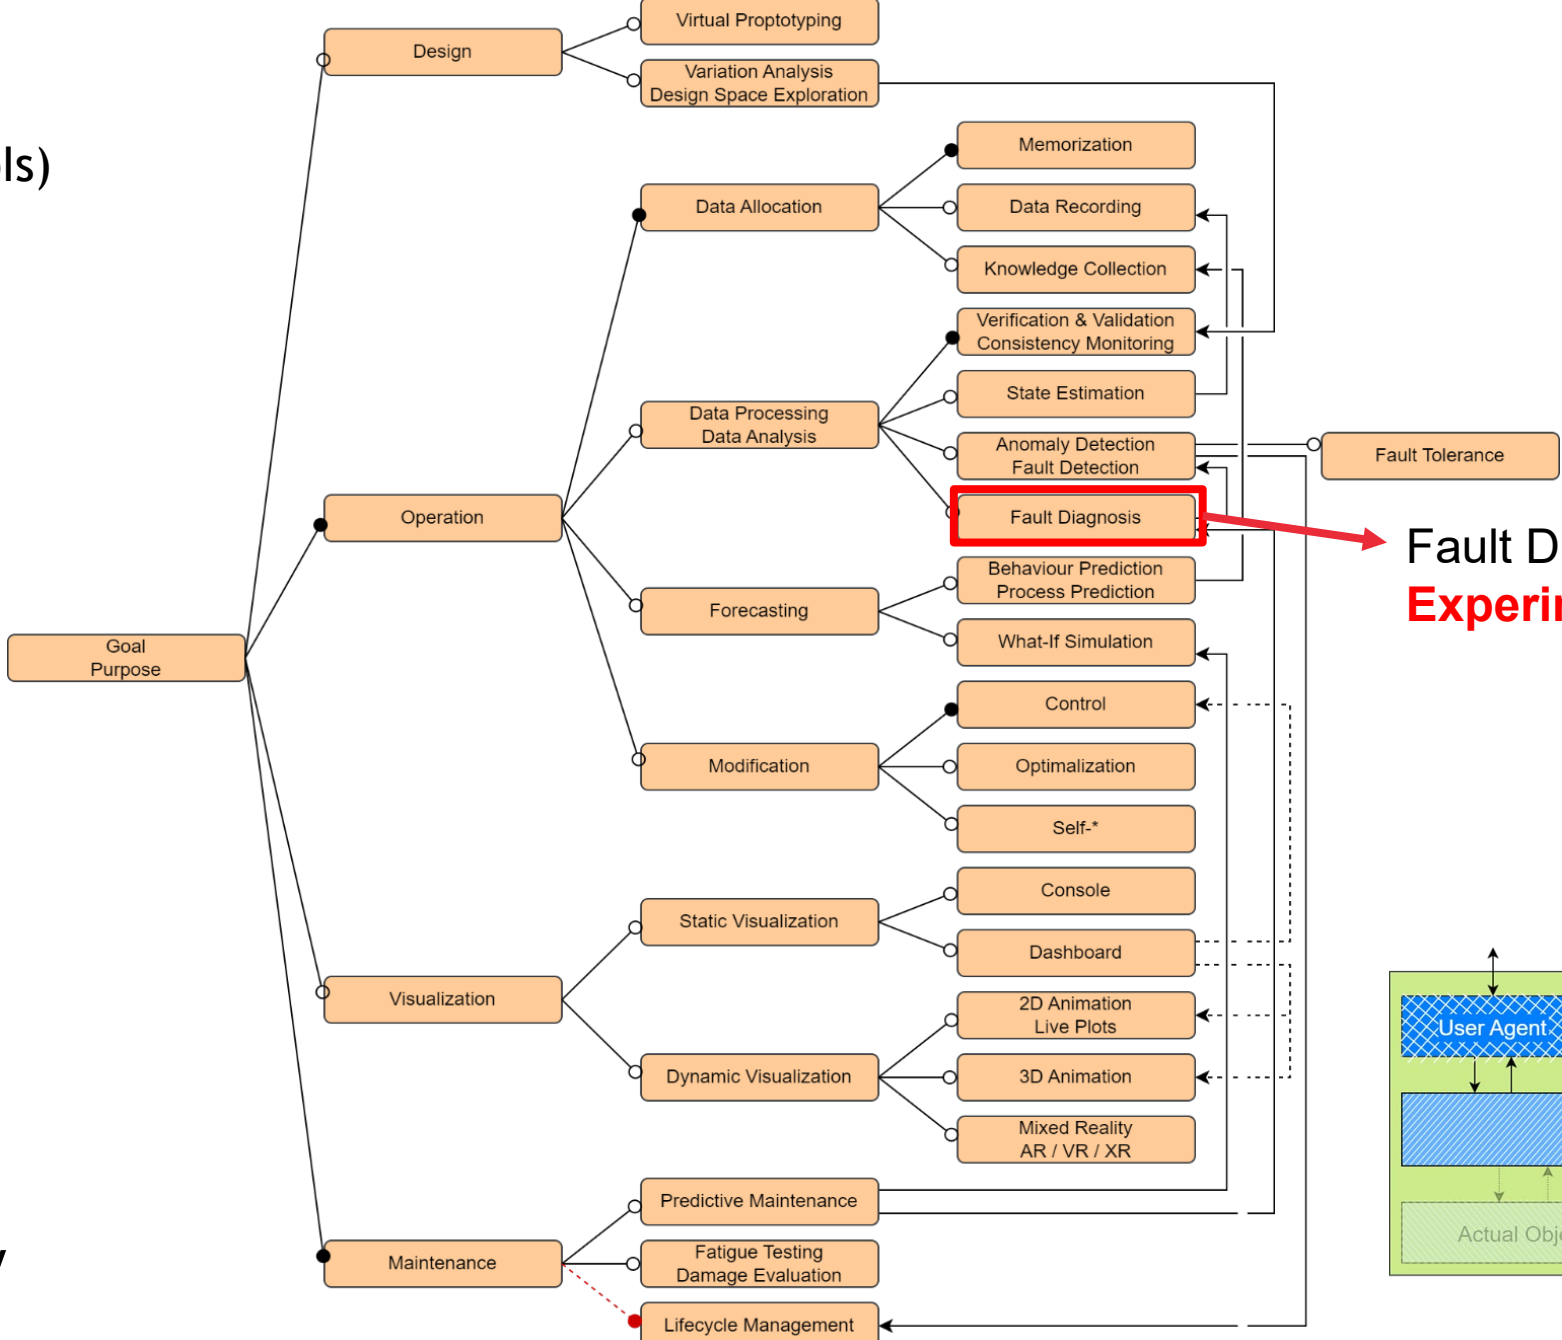 Virtual Proptotyping
Design
Variation Analysis
Design Space Exploration
Memorization
Data Allocation
Data Recording
Knowledge Collection
Verification & Validation
Consistency Monitoring
State Estimation
Data Processing
Data Analysis
Anomaly Detection
Fault Detection
Fault Tolerance
Operation
Fault Diagnosis
Fault D
Behaviour Prediction
Process Prediction
Forecasting
What-If Simulation
Goal
Purpose
Control
Modification
Optimalization
Self-*
Console
Static Visualization
Dashboard
Visualization
2D Animation
Live Plots
User Agent
Dynamic Visualization
3D Animation
Mixed Reality
AR / VR / XR
Predictive Maintenance
Maintenance
Fatigue Testing
Damage Evaluation
Actual Obj
Lifecycle Management